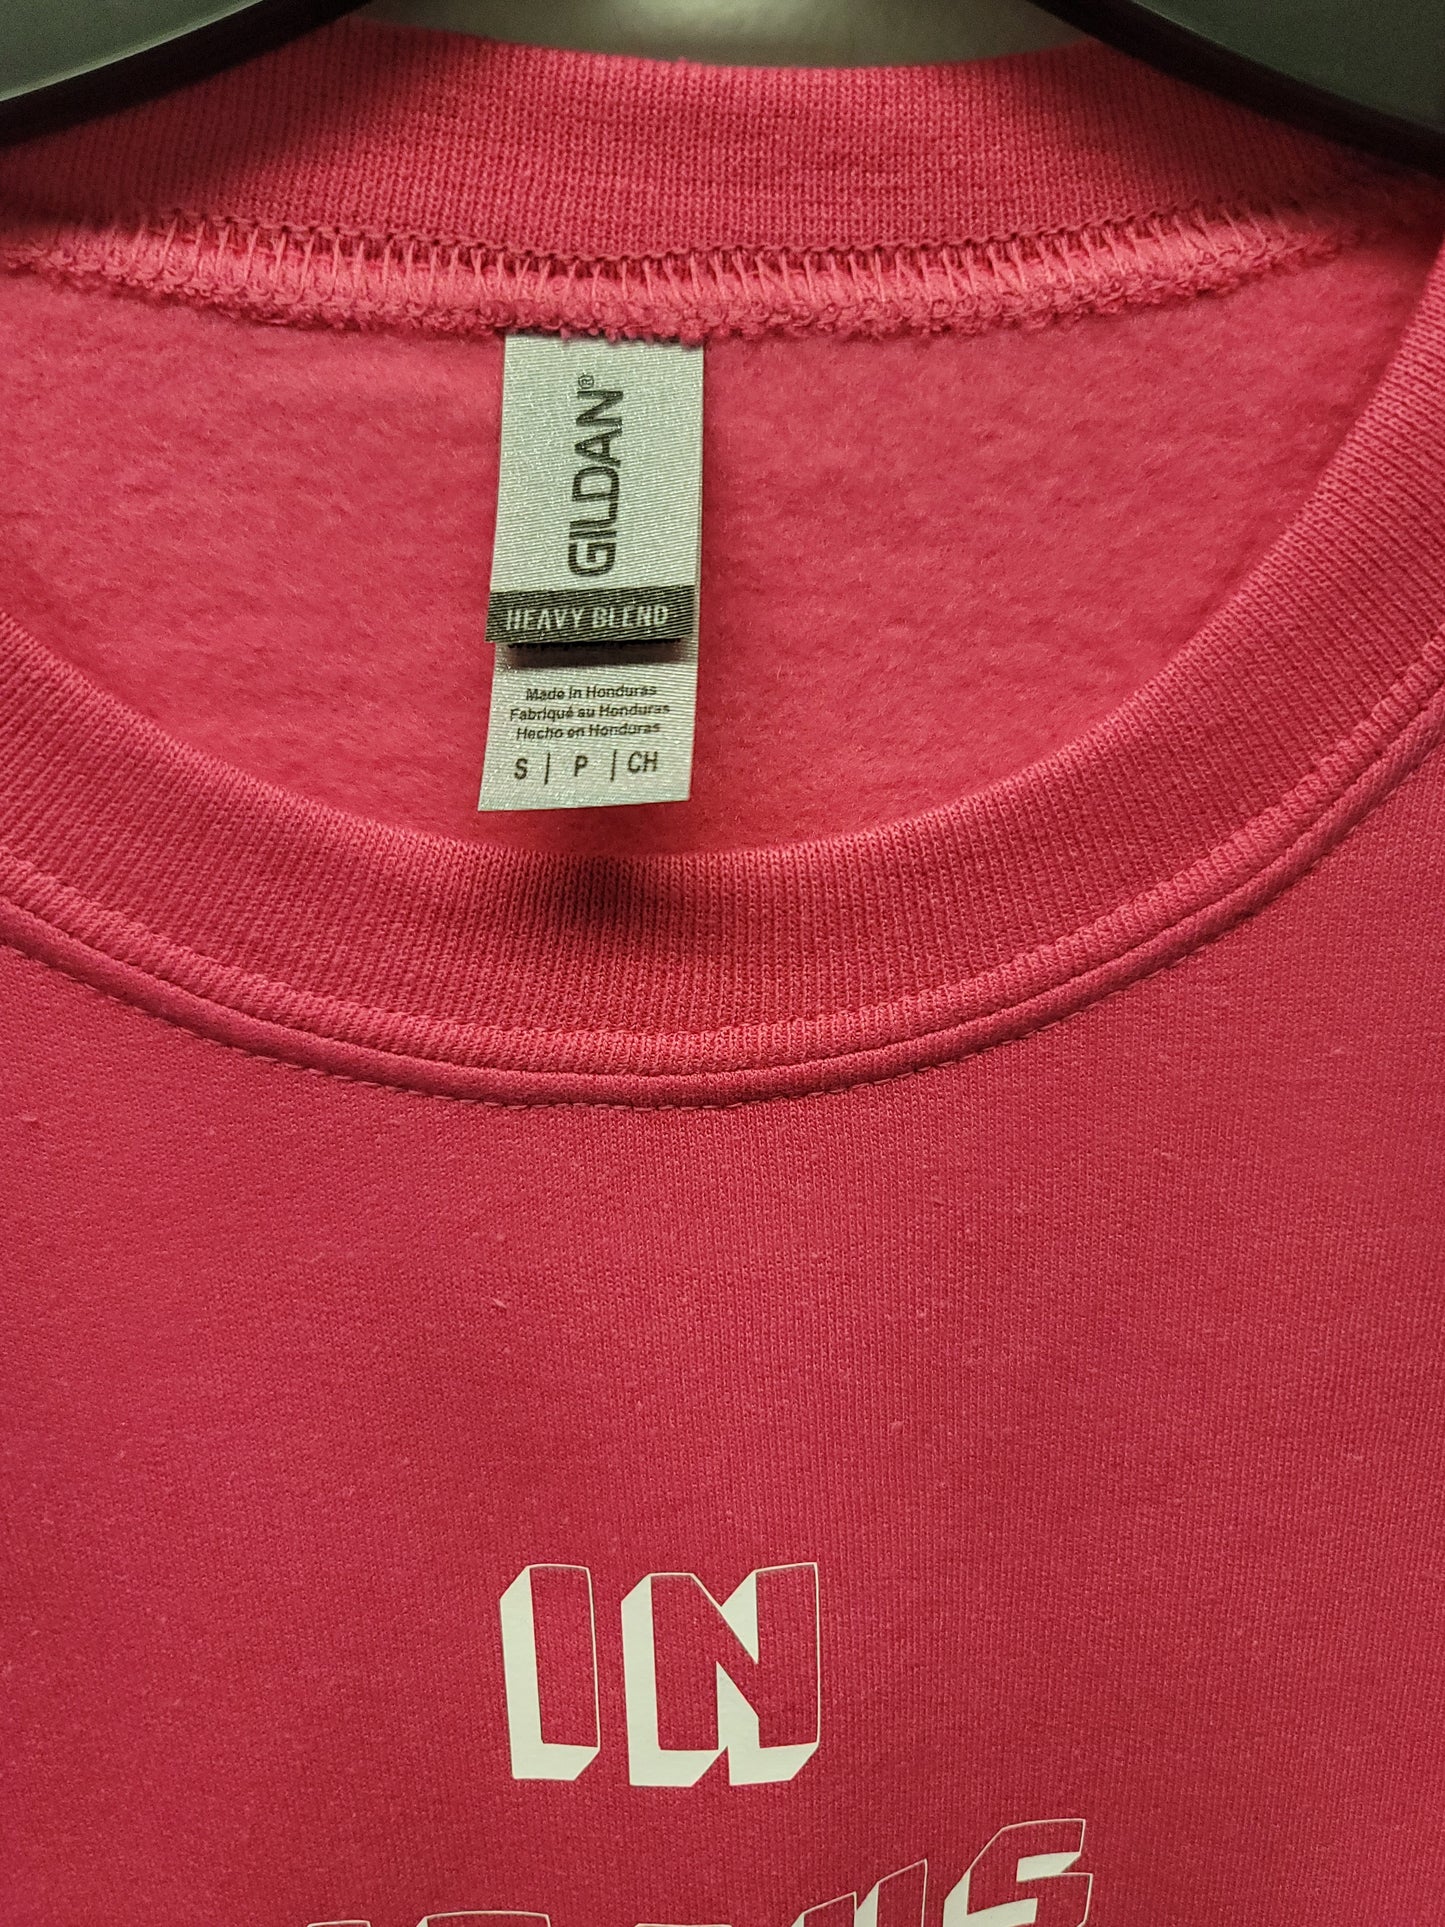 GILDAN®
HEAVY BLEND
Made in Honduras
Fabriqué au Honduras
Hecho en Honduras
S | P | CH
IN